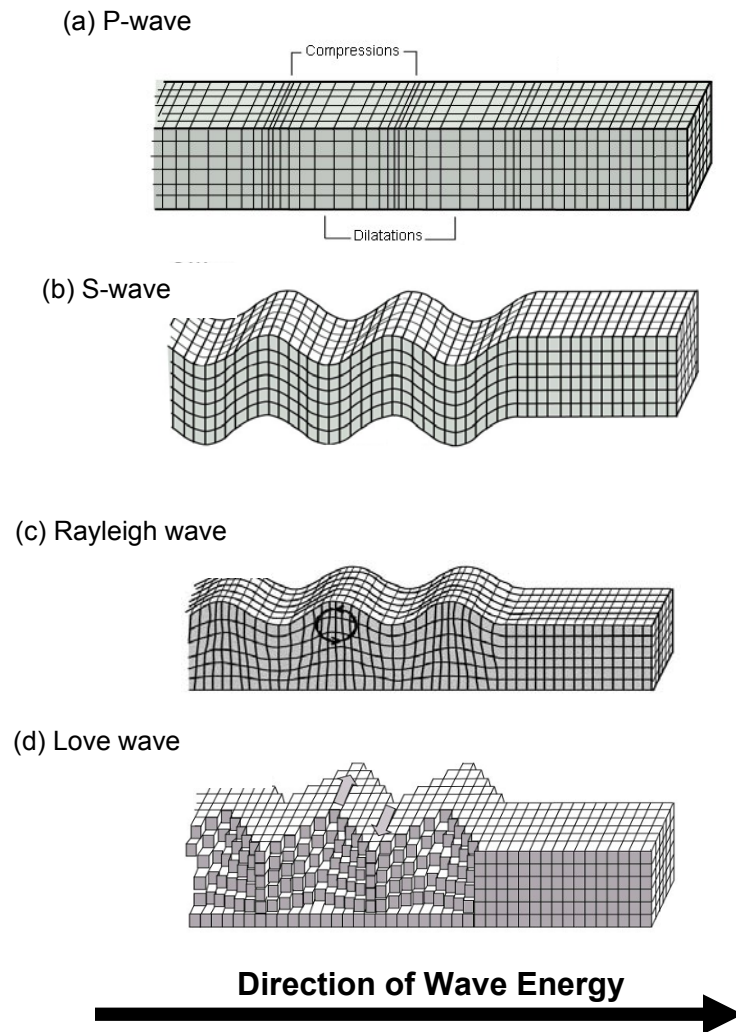 (a) P-wave
Compressions
Dilatations
(b) S-wave
(c) Rayleigh wave
(d) Love wave
Direction of Wave Energy